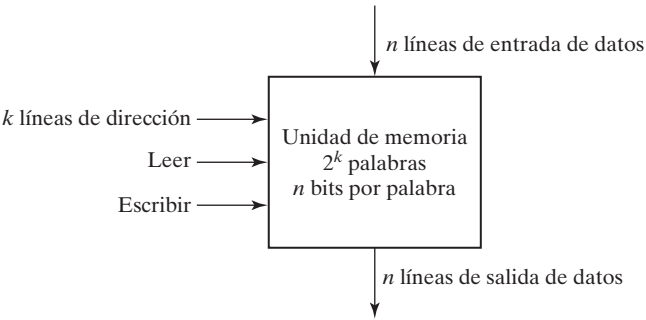 n líneas de entrada de datos
k líneas de dirección
Leer
Escribir
Unidad de memoria
2^k palabras
n bits por palabra
n líneas de salida de datos